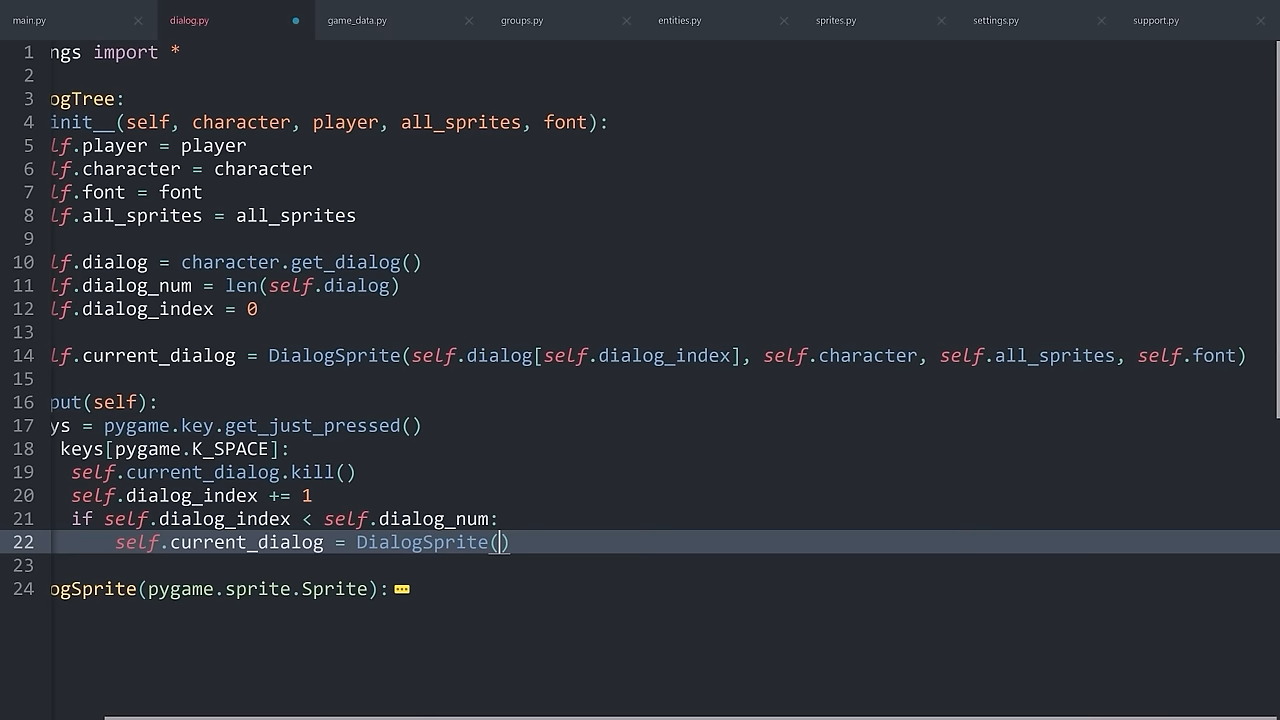 main.py
dialog.py
game_data.py
groups.py
entities.py
sprites.py
settings.py
support.py
1 ngs import *
2
3 ogTree:
4 init__(self, character, player, all_sprites, font):
5 lf.player = player
6 lf.character = character
7 lf.font = font
8 lf.all_sprites = all_sprites
9
10 lf.dialog = character.get_dialog()
11 lf.dialog_num = len(self.dialog)
12 lf.dialog_index = 0
13
14 lf.current_dialog = DialogSprite(self.dialog[self.dialog_index], self.character, self.all_sprites, self.font)
15
16 put(self):
17 ys = pygame.key.get_just_pressed()
18 keys[pygame.K_SPACE]:
19 self.current_dialog.kill()
20 self.dialog_index += 1
21 if self.dialog_index < self.dialog_num:
22 self.current_dialog = DialogSprite()
23
24 ogSprite(pygame.sprite.Sprite):